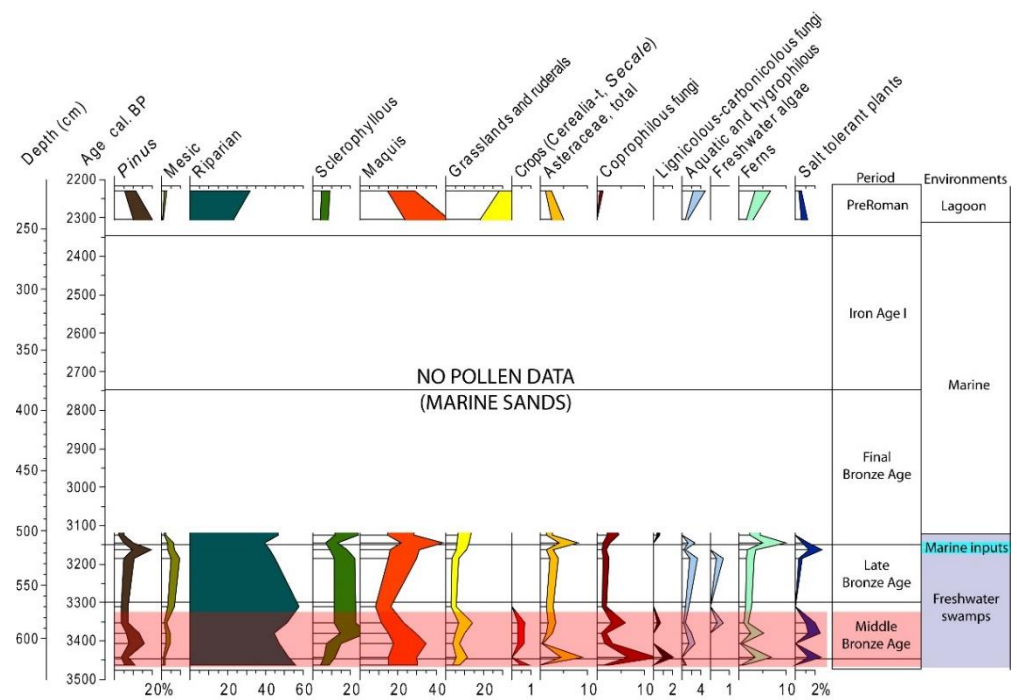 Depth (cm)
Age cal. BP
Pinus
Mesic
Riparian
Sclerophyllous
Maquis
Grasslands and ruderals
Crops (Cerealia-t, Secale)
Asteraceae, total
Coprophilous fungi
Lignicolous-carbonicolous fungi
Aquatic and hygrophilous
Freshwater algae
Ferns
Salt tolerant plants
Period
Environments
2200
PreRoman
Lagoon
2300
250
2400
300
2500
Iron Age I
350
2600
2700
NO POLLEN DATA
(MARINE SANDS)
Marine
400
2800
2900
Final
Bronze Age
450
3000
3100
500
Marine inputs
3200
Late
Bronze Age
550
3300
Freshwater
swamps
600
3400
Middle
Bronze Age
3500
20% 20 40 60 20 20 40 20 1 10 10 2 4 1 10 2%